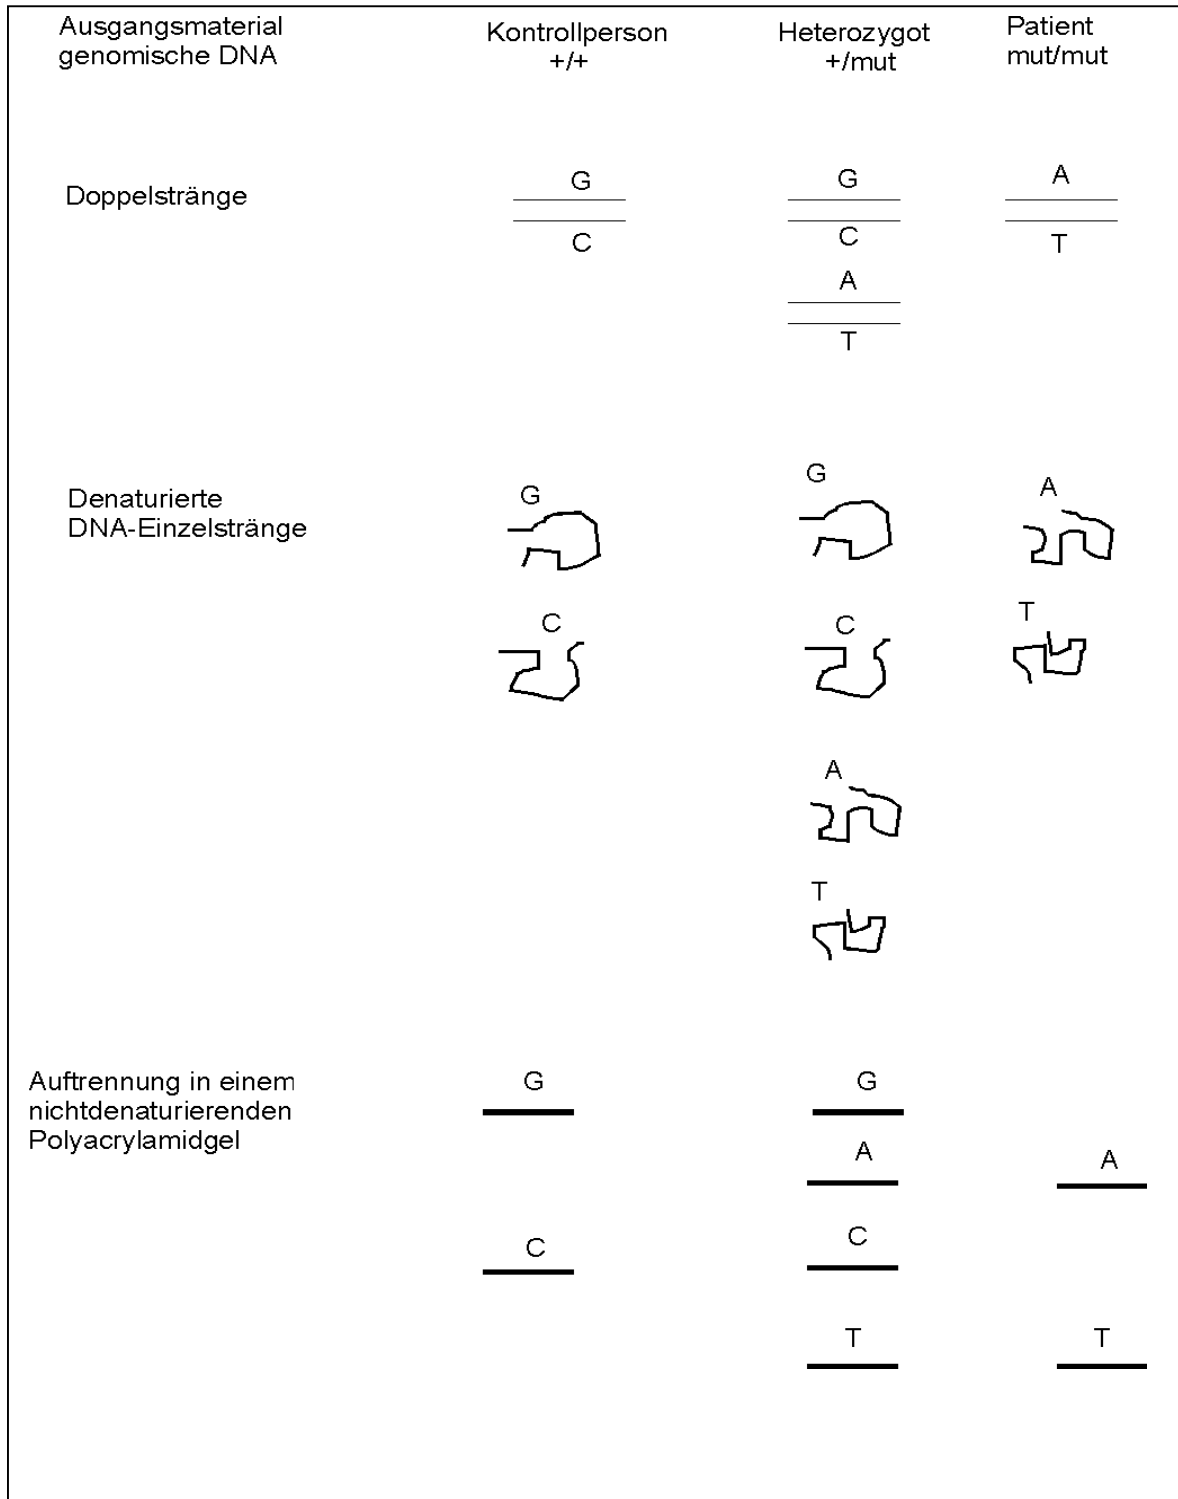 Ausgangsmaterial
genomische DNA
Kontrollperson
+/+
Heterozygot
+/mut
Patient
mut/mut
Doppelstränge
G
C
G
C
A
T
A
T
Denaturierte
DNA-Einzelstränge
G
C
G
C
A
T
A
T
Auftrennung in einem
nichtdenaturierenden
Polyacrylamidgel
G
C
G
A
C
T
A
T